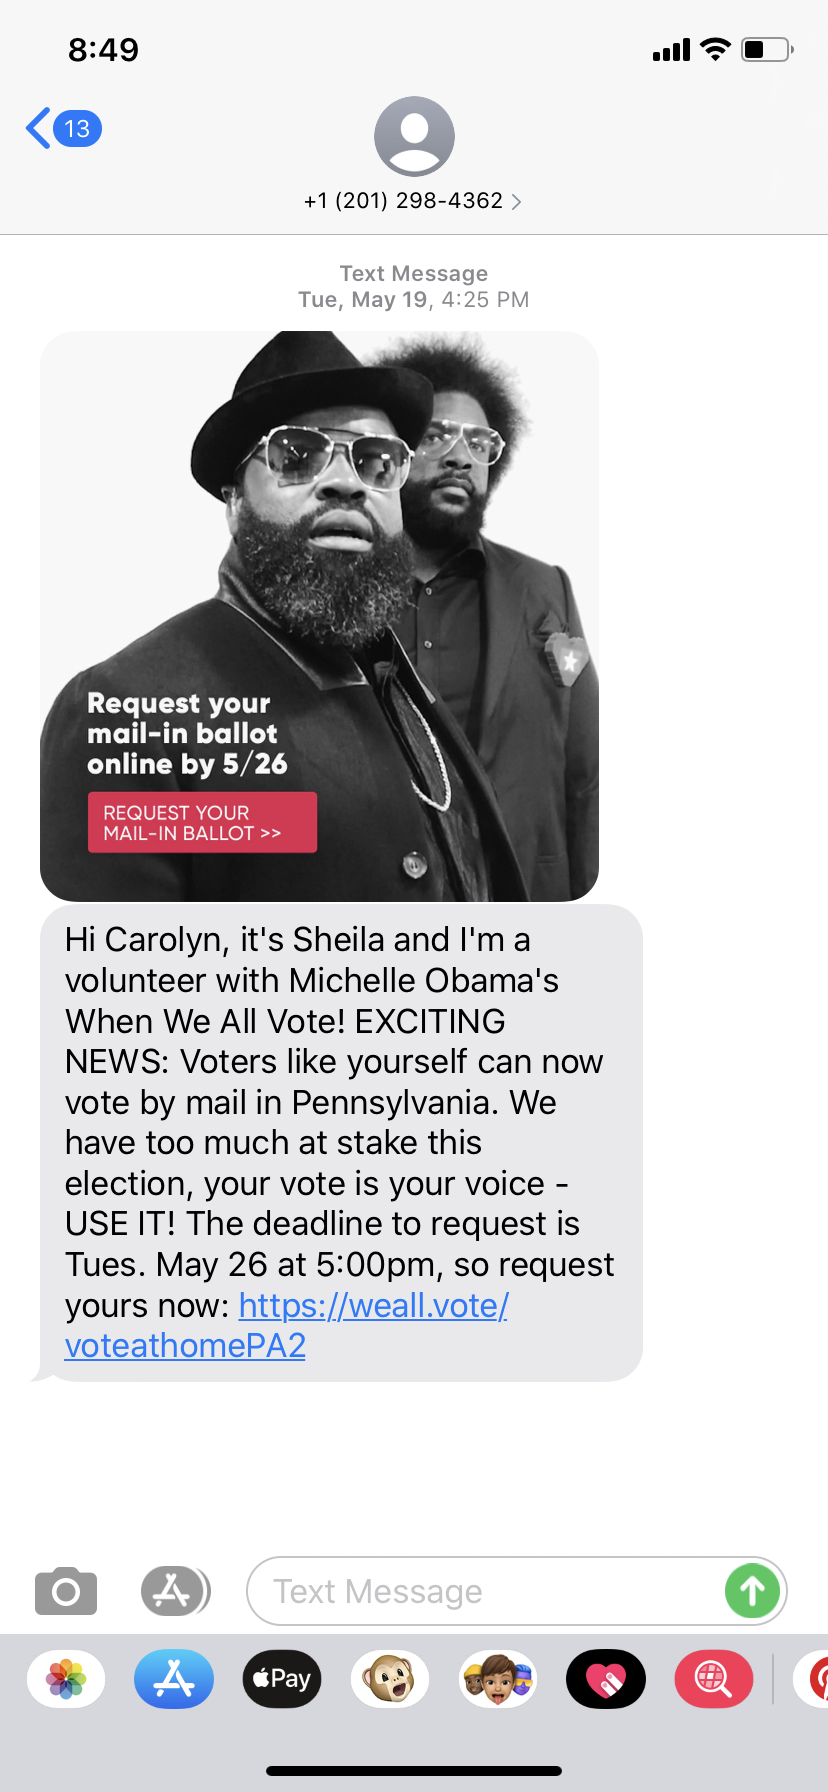 8:49
13
+1 (201) 298-4362
Text Message
Tue, May 19, 4:25 PM
Request your
mail-in ballot
online by 5/26
REQUEST YOUR
MAIL-IN BALLOT >>
Hi Carolyn, it's Sheila and I'm a
volunteer with Michelle Obama's
When We All Vote! EXCITING
NEWS: Voters like yourself can now
vote by mail in Pennsylvania. We
have too much at stake this
election, your vote is your voice -
USE IT! The deadline to request is
Tues. May 26 at 5:00pm, so request
yours now: https://weall.vote/
voteathomePA2
Text Message
Pay